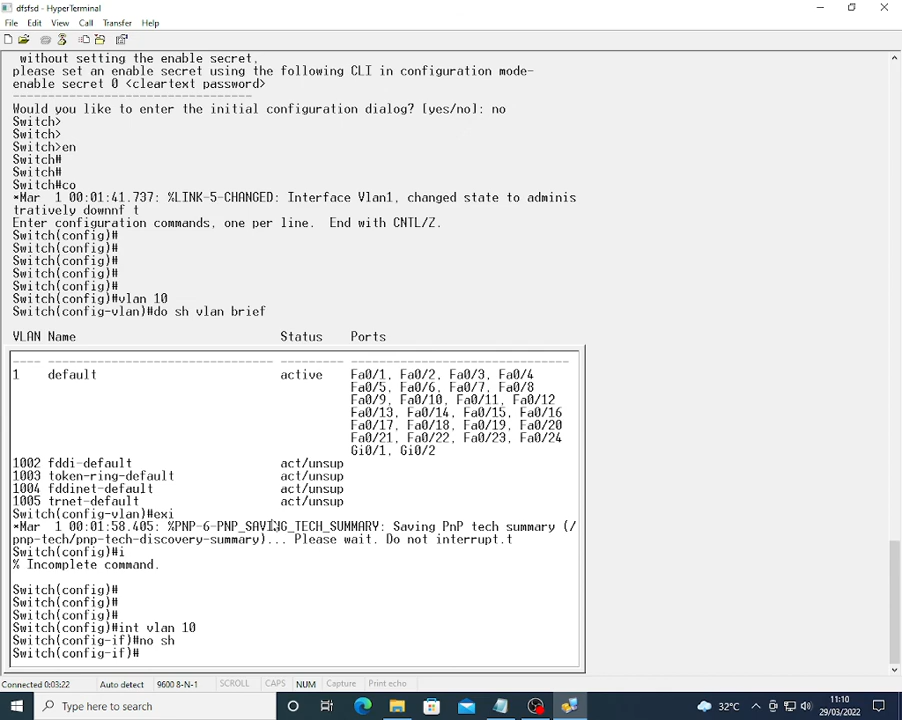 dfsfsd - HyperTerminal
File Edit View Call Transfer Help
without setting the enable secret,
please set an enable secret using the following CLI in configuration mode-
enable secret 0 <cleartext password>
----------------------------------
Would you like to enter the initial configuration dialog? [yes/no]: no
Switch>
Switch>
Switch>en
Switch#
Switch#
Switch#co
*Mar  1 00:01:41.737: %LINK-5-CHANGED: Interface Vlan1, changed state to adminis
tratively downnf t
Enter configuration commands, one per line.  End with CNTL/Z.
Switch(config)#
Switch(config)#
Switch(config)#
Switch(config)#
Switch(config)#
Switch(config)#vlan 10
Switch(config-vlan)#do sh vlan brief
VLAN Name Status Ports
---- -------------------------------- --------- -------------------------------
1 default active Fa0/1, Fa0/2, Fa0/3, Fa0/4
Fa0/5, Fa0/6, Fa0/7, Fa0/8
Fa0/9, Fa0/10, Fa0/11, Fa0/12
Fa0/13, Fa0/14, Fa0/15, Fa0/16
Fa0/17, Fa0/18, Fa0/19, Fa0/20
Fa0/21, Fa0/22, Fa0/23, Fa0/24
Gi0/1, Gi0/2
1002 fddi-default act/unsup
1003 token-ring-default act/unsup
1004 fddinet-default act/unsup
1005 trnet-default act/unsup
Switch(config-vlan)#exi
*Mar  1 00:01:58.405: %PNP-6-PNP_SAVING_TECH_SUMMARY: Saving PnP tech summary (/
pnp-tech/pnp-tech-discovery-summary)... Please wait. Do not interrupt.t
Switch(config)#i
% Incomplete command.
Switch(config)#
Switch(config)#
Switch(config)#
Switch(config)#int vlan 10
Switch(config-if)#no sh
Switch(config-if)#
Connected 0:03:22 Auto detect 9600 8-N-1 SCROLL CAPS NUM Capture Print echo
Type here to search 32°C 11:10
29/03/2022